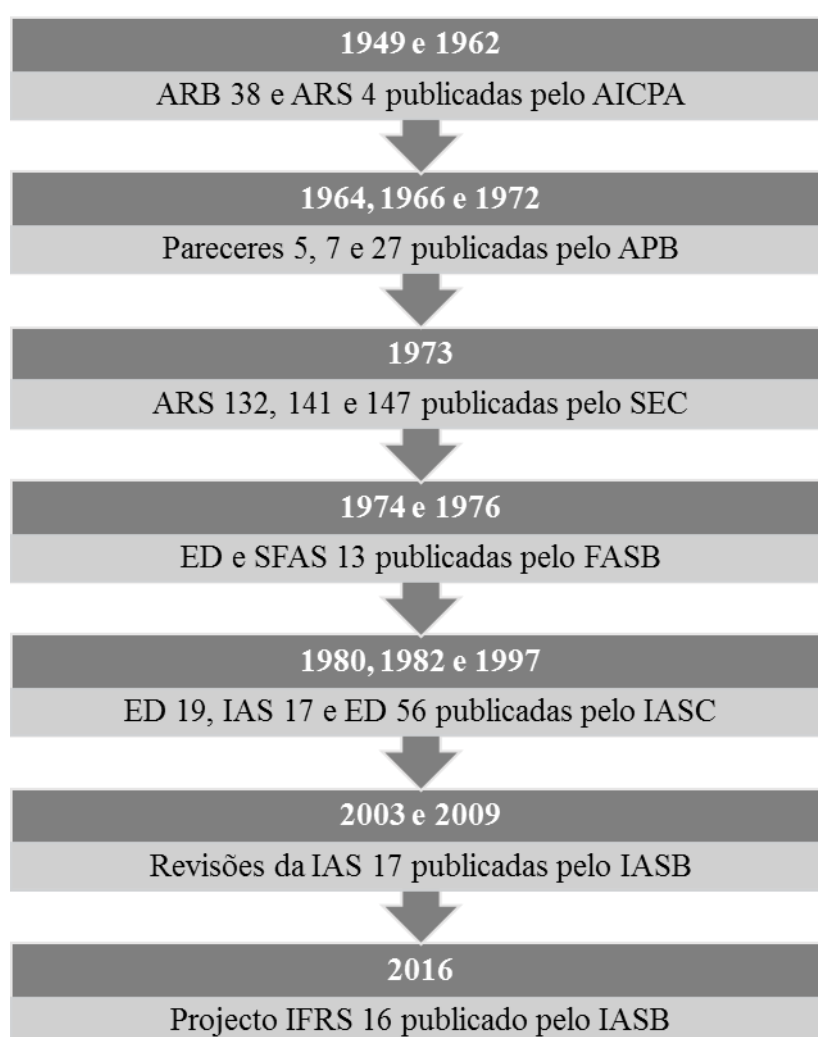 1949 e 1962
ARB 38 e ARS 4 publicadas pelo AICPA
1964, 1966 e 1972
Pareceres 5, 7 e 27 publicadas pelo APB
1973
ARS 132, 141 e 147 publicadas pelo SEC
1974 e 1976
ED e SFAS 13 publicadas pelo FASB
1980, 1982 e 1997
ED 19, IAS 17 e ED 56 publicadas pelo IASC
2003 e 2009
Revisões da IAS 17 publicadas pelo IASB
2016
Projecto IFRS 16 publicado pelo IASB